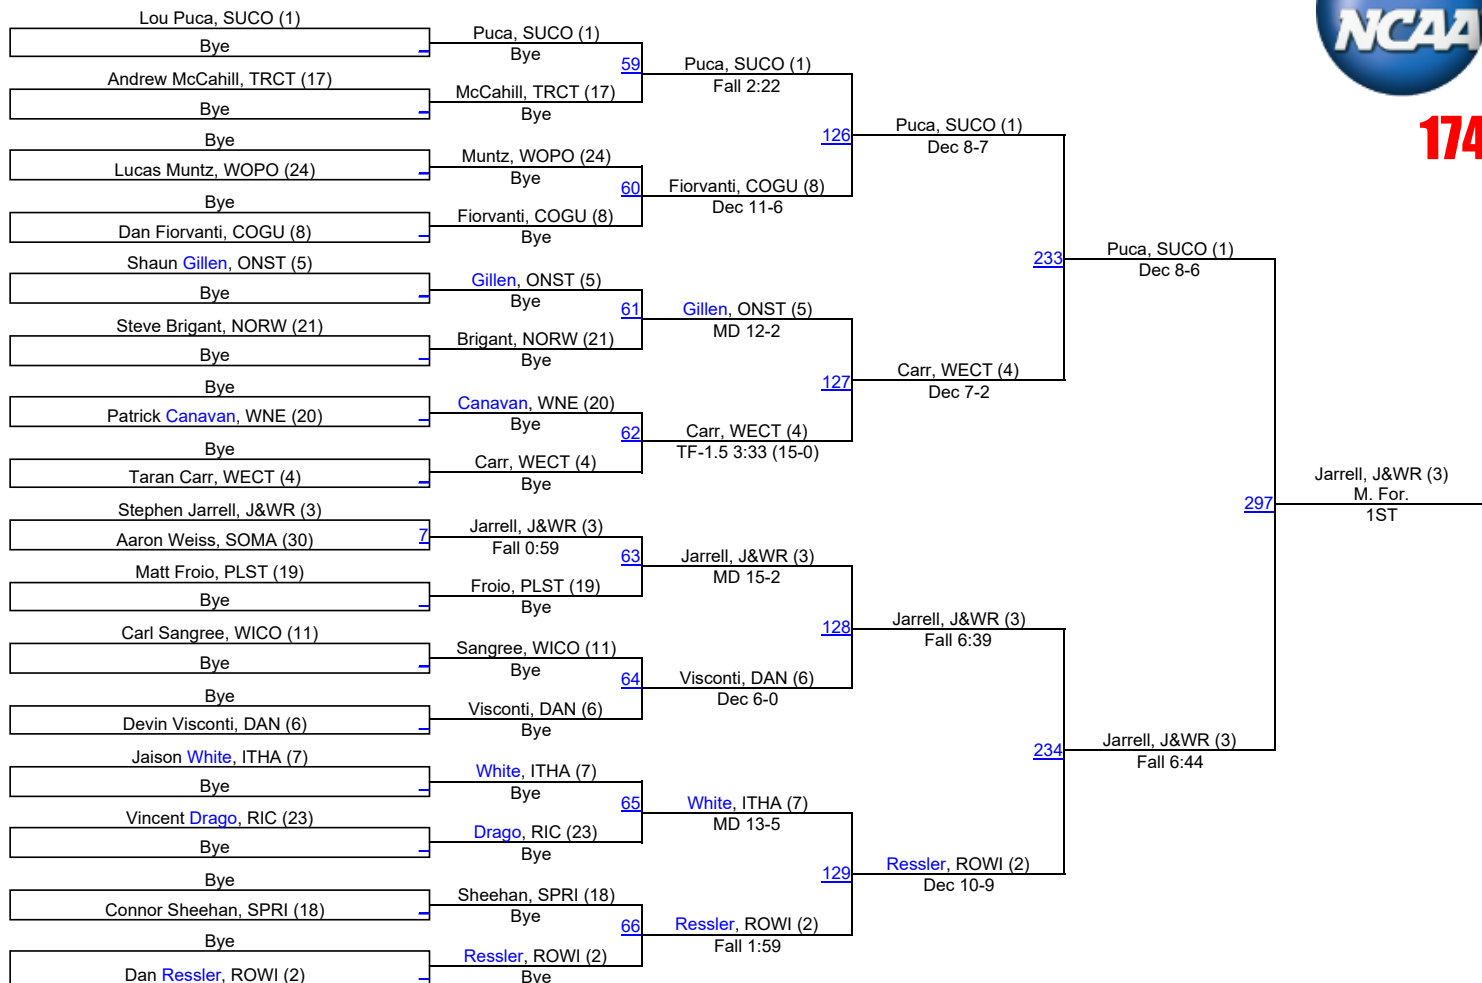 NCAA
174
Lou Puca, SUCO (1)
Bye
Andrew McCahill, TRCT (17)
Bye
Bye
Lucas Muntz, WOPO (24)
Bye
Dan Fiorvanti, COGU (8)
Shaun Gillen, ONST (5)
Bye
Steve Brigant, NORW (21)
Bye
Bye
Patrick Canavan, WNE (20)
Bye
Taran Carr, WECT (4)
Stephen Jarrell, J&WR (3)
Aaron Weiss, SOMA (30)
7
Matt Froio, PLST (19)
Bye
Carl Sangree, WICO (11)
Bye
Bye
Devin Visconti, DAN (6)
Jaison White, ITHA (7)
Bye
Vincent Drago, RIC (23)
Bye
Bye
Connor Sheehan, SPRI (18)
Bye
Dan Ressler, ROWI (2)
Puca, SUCO (1)
Bye
59
McCahill, TRCT (17)
Bye
Muntz, WOPO (24)
Bye
60
Fiorvanti, COGU (8)
Bye
Gillen, ONST (5)
Bye
61
Brigant, NORW (21)
Bye
Canavan, WNE (20)
Bye
62
Carr, WECT (4)
Bye
Jarrell, J&WR (3)
Fall 0:59
63
Froio, PLST (19)
Bye
Sangree, WICO (11)
Bye
64
Visconti, DAN (6)
Bye
White, ITHA (7)
Bye
65
Drago, RIC (23)
Bye
Sheehan, SPRI (18)
Bye
66
Ressler, ROWI (2)
Bye
Puca, SUCO (1)
Fall 2:22
126
Fiorvanti, COGU (8)
Dec 11-6
Gillen, ONST (5)
MD 12-2
127
Carr, WECT (4)
TF-1.5 3:33 (15-0)
Jarrell, J&WR (3)
MD 15-2
128
Visconti, DAN (6)
Dec 6-0
White, ITHA (7)
MD 13-5
129
Ressler, ROWI (2)
Fall 1:59
Puca, SUCO (1)
Dec 8-7
233
Carr, WECT (4)
Dec 7-2
Jarrell, J&WR (3)
Fall 6:39
234
Ressler, ROWI (2)
Dec 10-9
Puca, SUCO (1)
Dec 8-6
297
Jarrell, J&WR (3)
Fall 6:44
Jarrell, J&WR (3)
M. For.
1ST